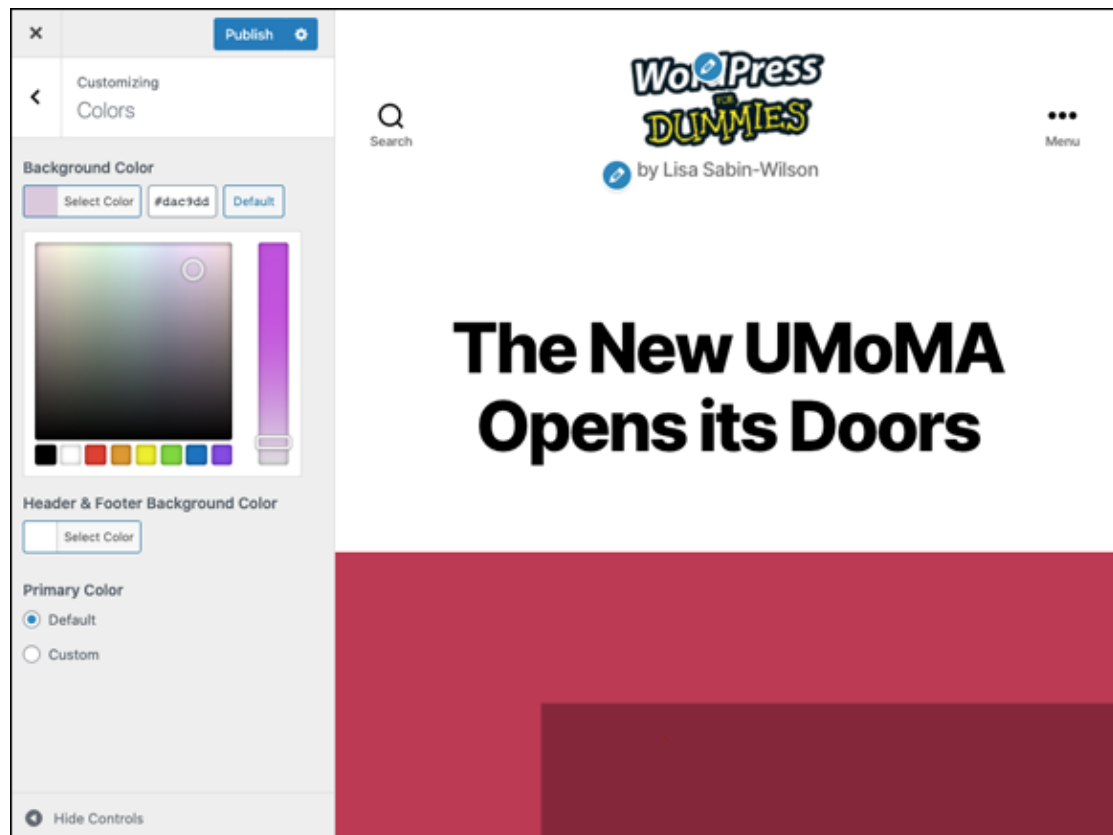 Publish
Customizing
Colors
Background Color
Select Color
#dac9dd
Default
Header & Footer Background Color
Select Color
Primary Color
Default
Custom
Hide Controls
Search
WordPress
FOR
DUMMIES
by Lisa Sabin-Wilson
Menu
The New UMoMA
Opens its Doors